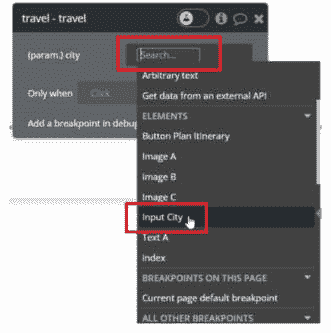 travel - travel
(param.) city
Search...
Arbitrary text
Only when
Click
Get data from an external API
ELEMENTS
Add a breakpoint in debug
Button Plan Itinerary
Image A
image B
Image C
Input City
Text A
index
BREAKPOINTS ON THIS PAGE
Current page default breakpoint
ALL OTHER BREAKPOINTS